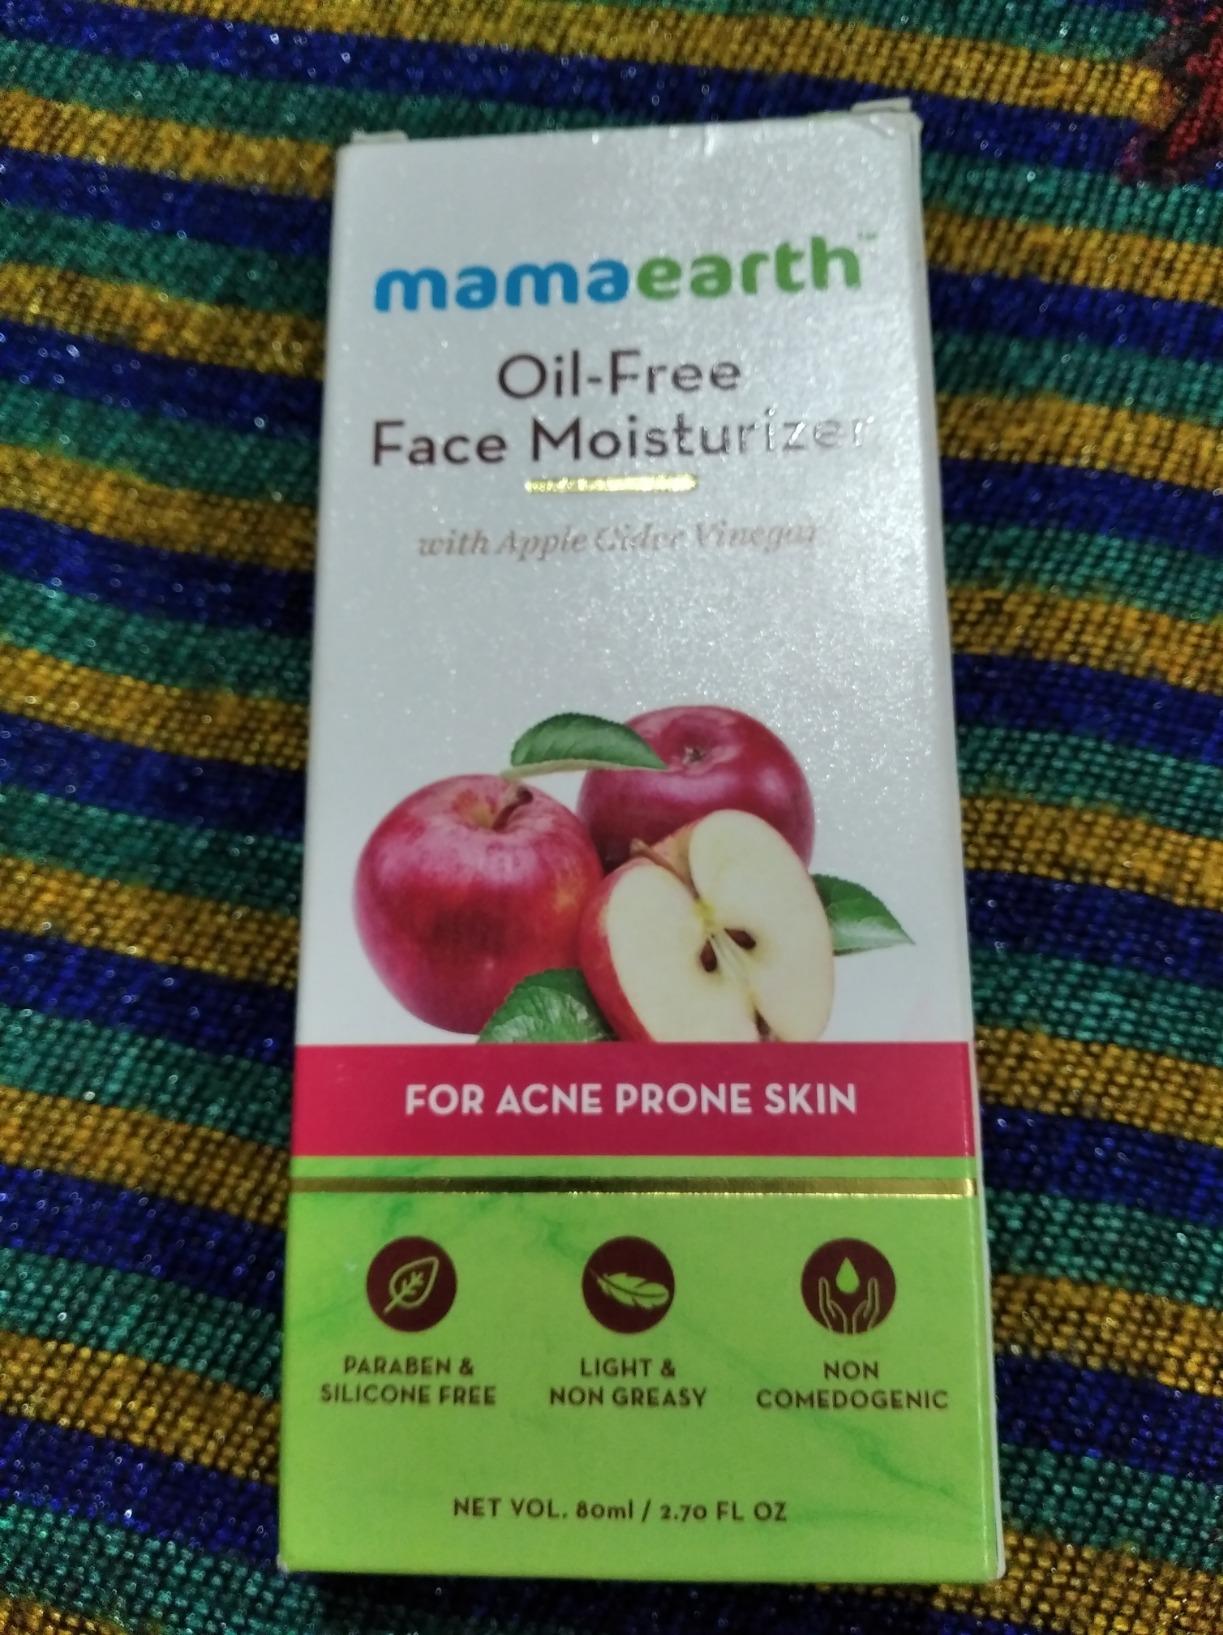 mamaearth™
Oil-Free
Face Moisturizer
with Apple Cider Vinegar
FOR ACNE PRONE SKIN
PARABEN &
SILICONE FREE
LIGHT &
NON GREASY
NON
COMEDOGENIC
NET VOL. 80ml / 2.70 FL OZ